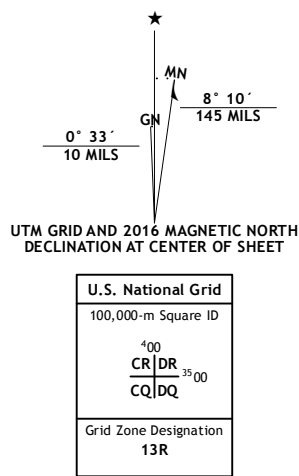 ★
MN
GN
8° 10´
145 MILS
0° 33´
10 MILS
UTM GRID AND 2016 MAGNETIC NORTH
DECLINATION AT CENTER OF SHEET
U.S. National Grid
100,000-m Square ID
⁴00
CR DR
³⁵00
CQ DQ
Grid Zone Designation
13R